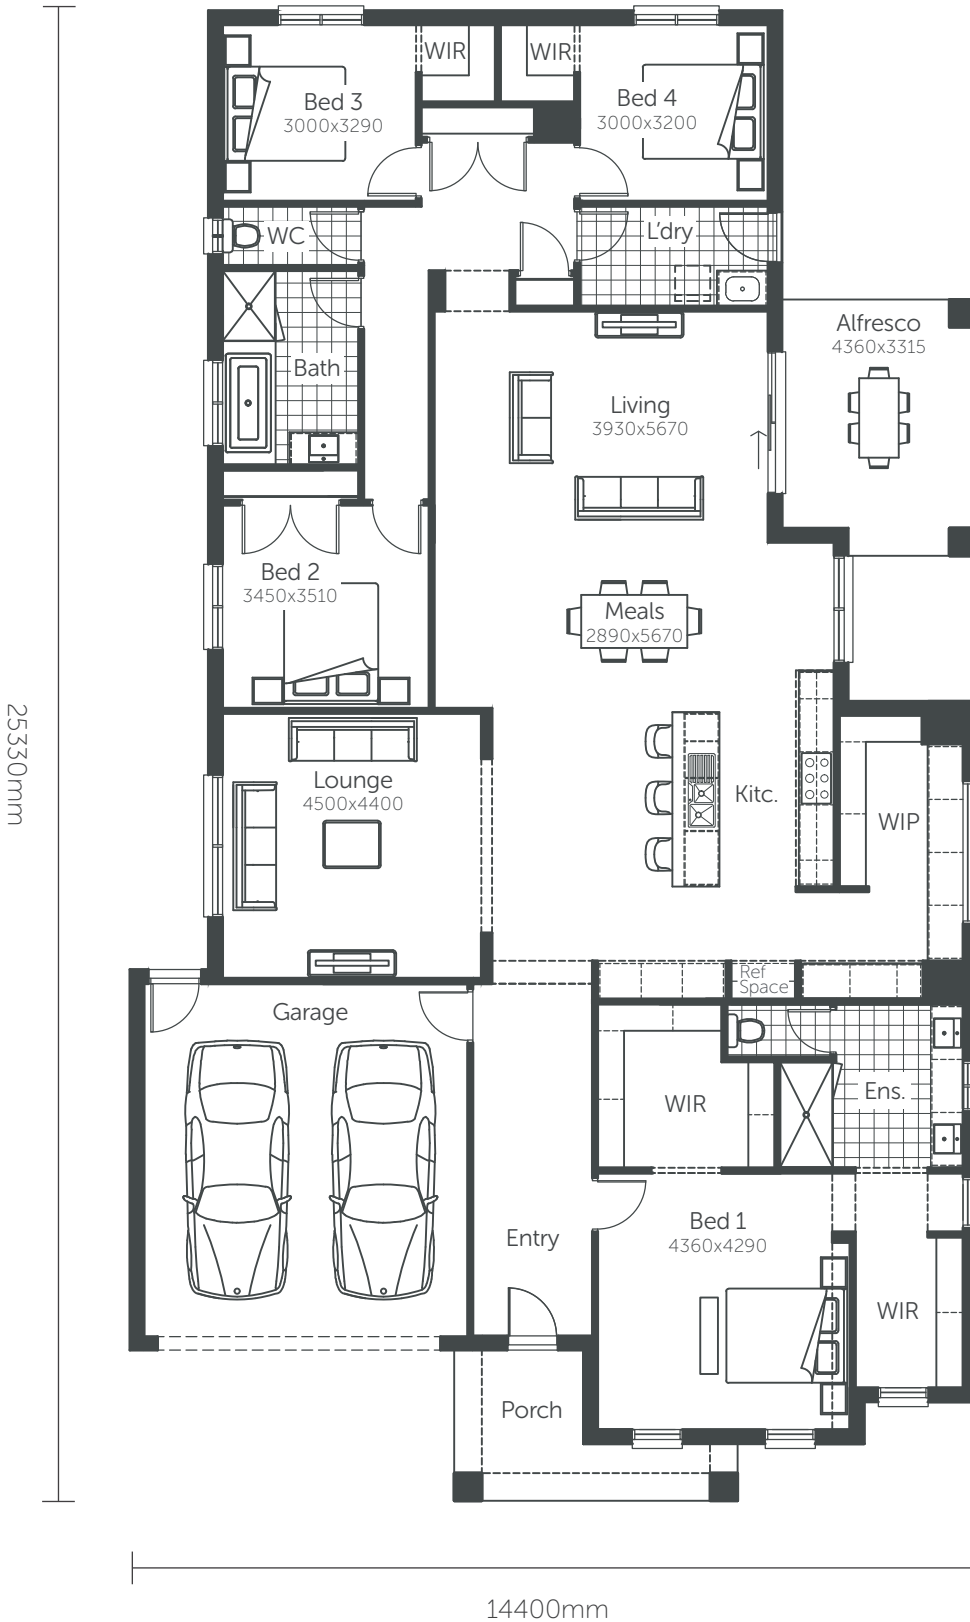 WIR
WIR
Bed 3
3000x3290
Bed 4
3000x3200
WC
L'dry
Bath
Alfresco
4360x3315
Living
3930x5670
Bed 2
3450x3510
Meals
2890x5670
25330mm
Lounge
4500x4400
Kitc.
WIP
Ref
Space
Garage
WIR
Ens.
Bed 1
4360x4290
Entry
WIR
Porch
14400mm